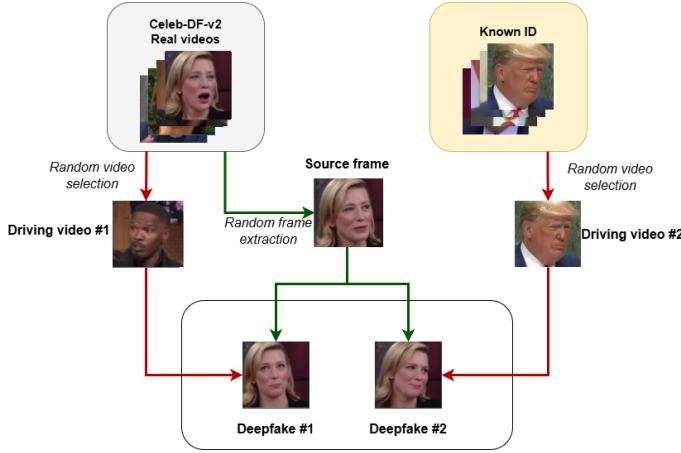 Celeb-DF-v2
Real videos
Known ID
Random video
selection
Source frame
Random video
selection
Driving video #1
Random frame
extraction
Driving video #2
Deepfake #1
Deepfake #2